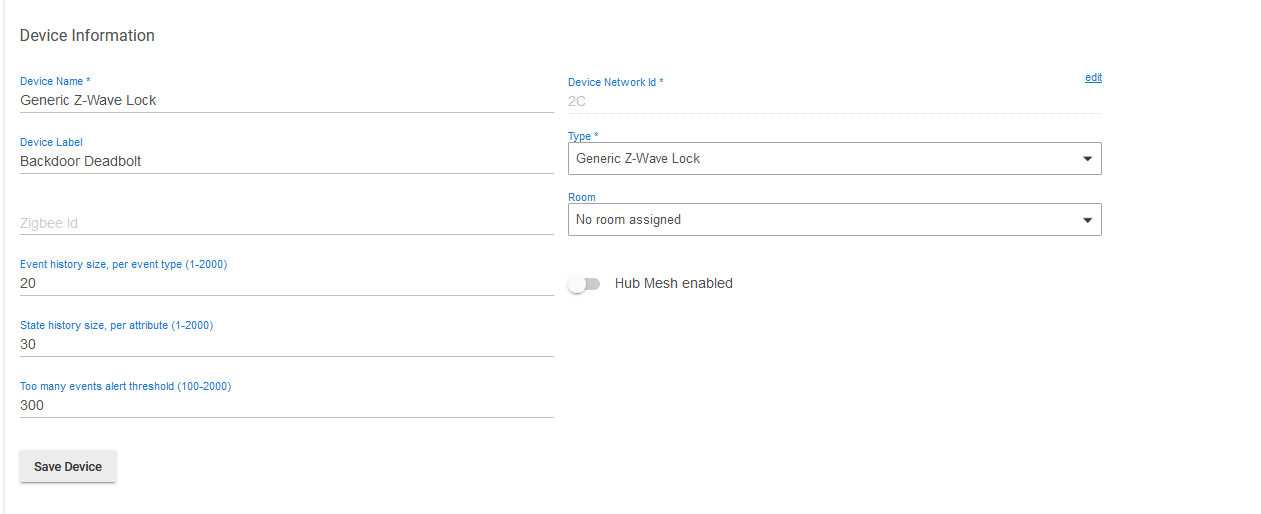 Device Information
Device Name *
Generic Z-Wave Lock
Device Label
Backdoor Deadbolt
Zigbee Id
Event history size, per event type (1-2000)
20
State history size, per attribute (1-2000)
30
Too many events alert threshold (100-2000)
300
Save Device
Device Network Id *
edit
2C
Type *
Generic Z-Wave Lock
Room
No room assigned
Hub Mesh enabled